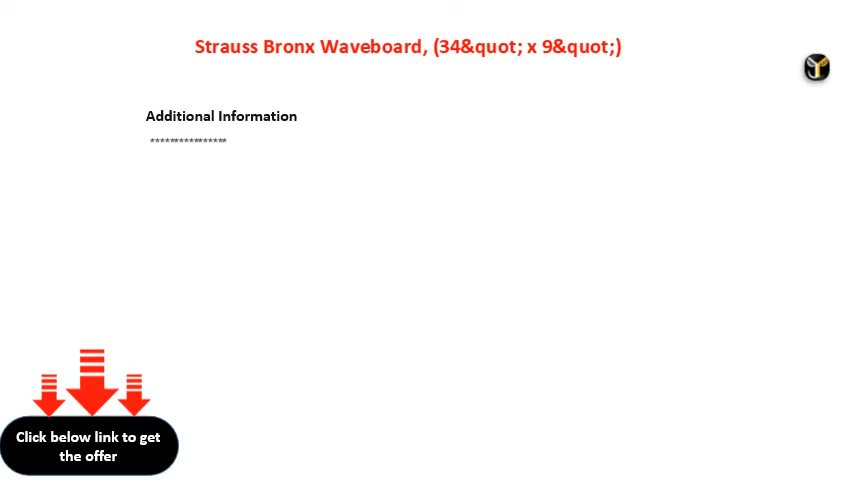 Strauss Bronx Waveboard, (34&quot; x 9&quot;)
Additional Information
****************
Click below link to get
the offer